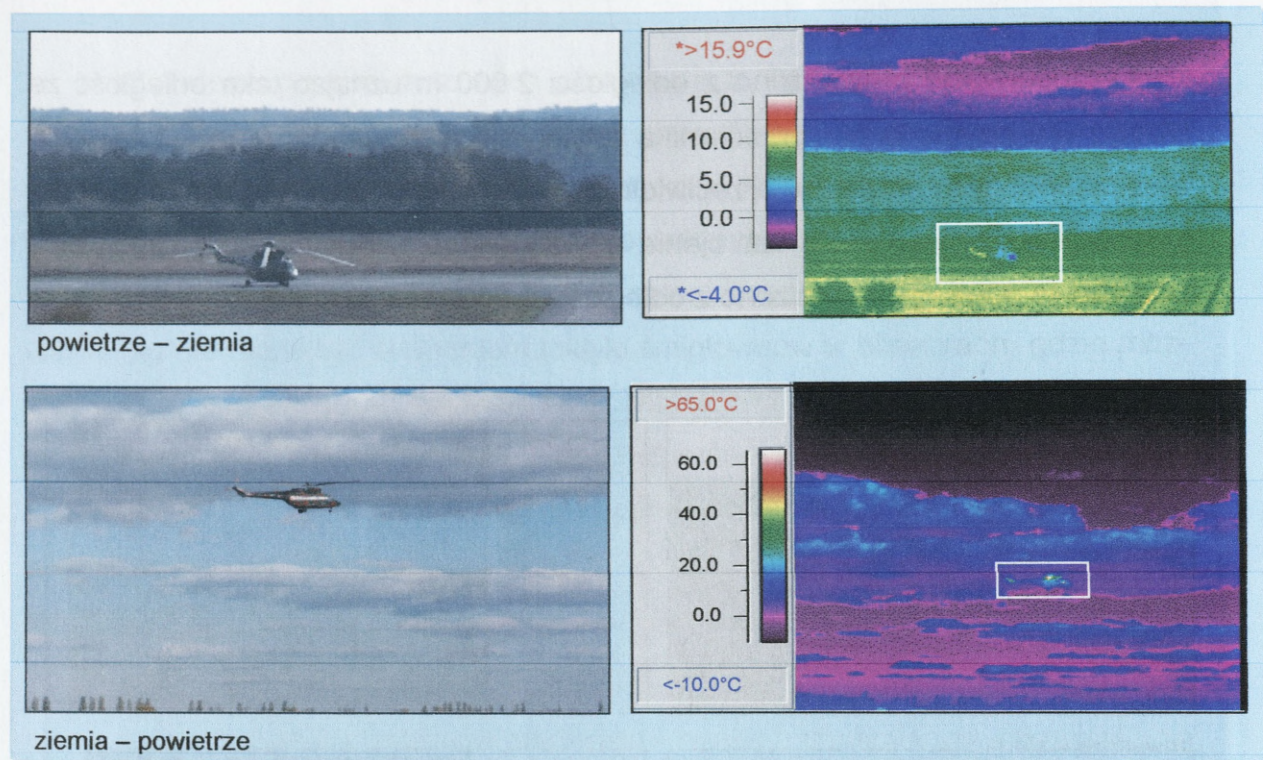 *>15.9°C
15.0
10.0
5.0
0.0
*<-4.0°C
powietrze – ziemia
>65.0°C
60.0
40.0
20.0
0.0
<-10.0°C
ziemia – powietrze